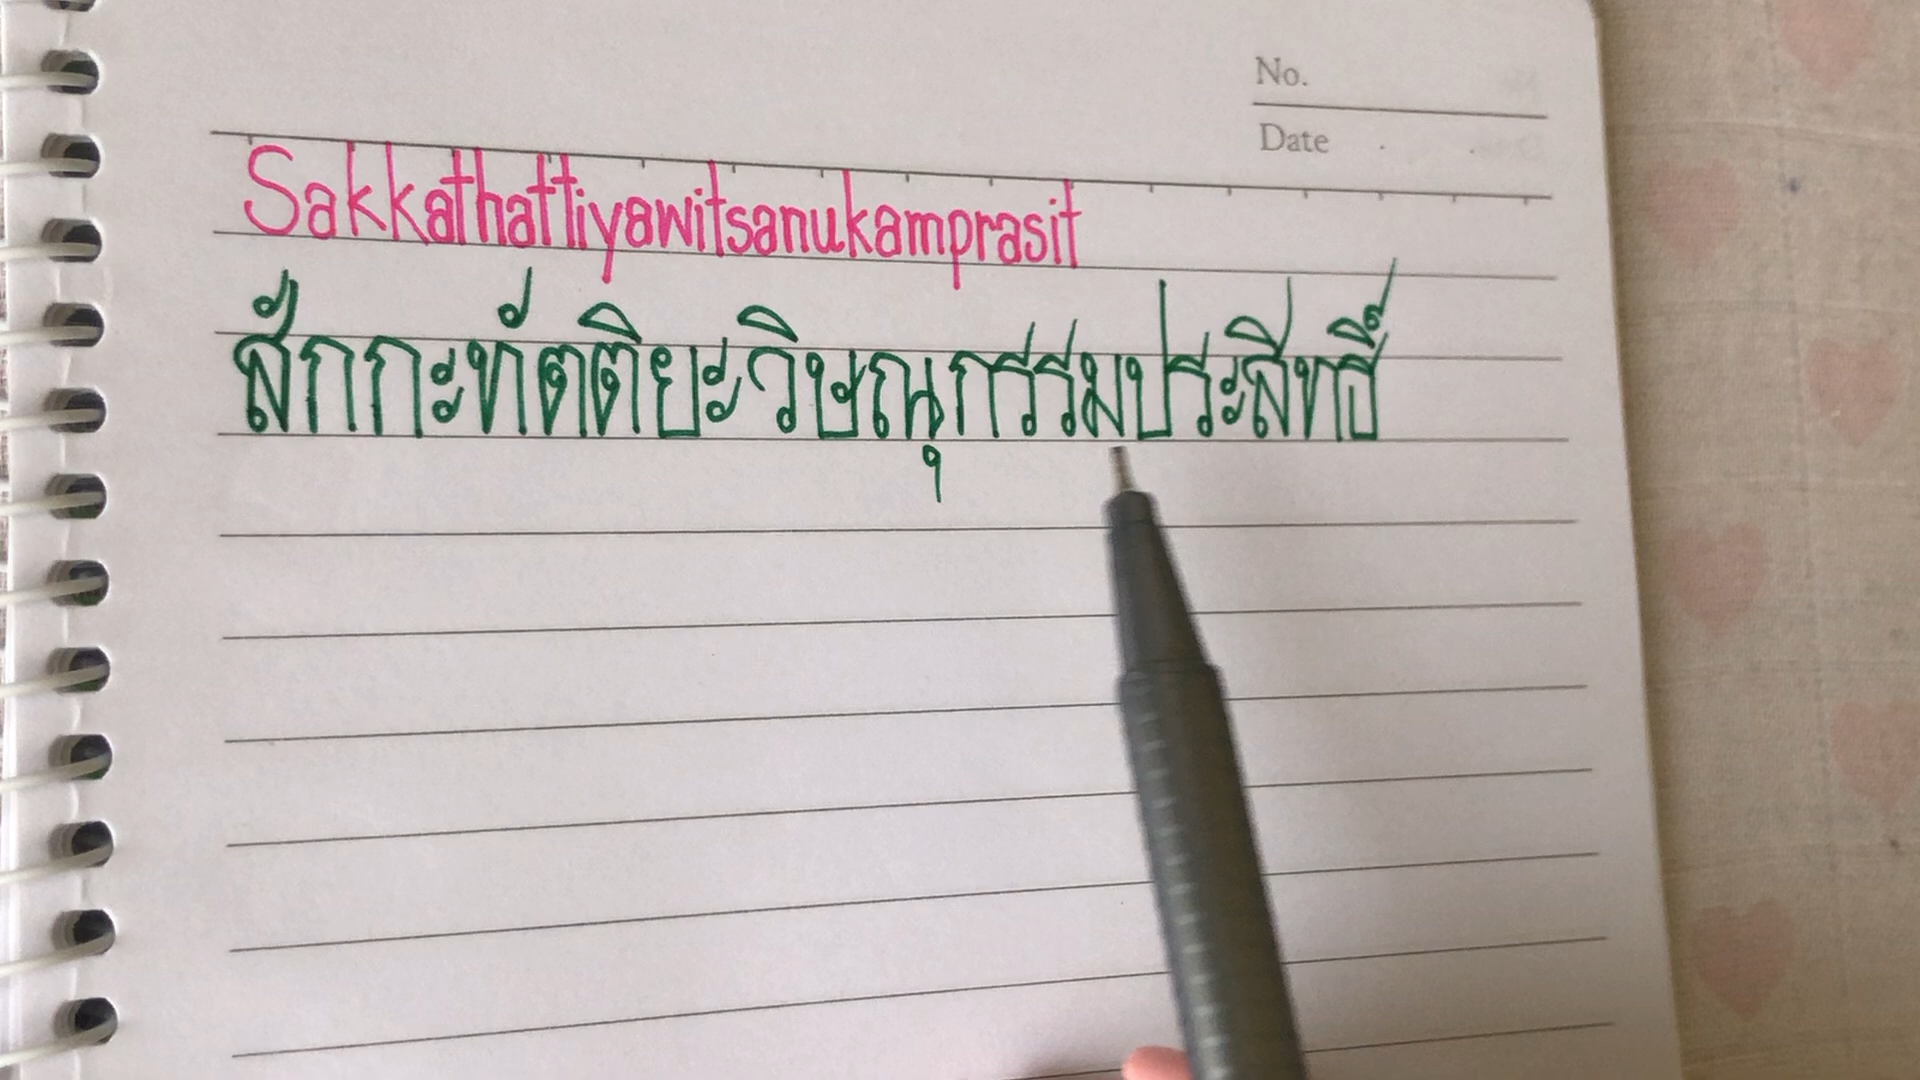 No.
Date
Sakkathattiyawitsanukamprasit
สักกะทัตติยะวิษณุกรรมประสิทธิ์